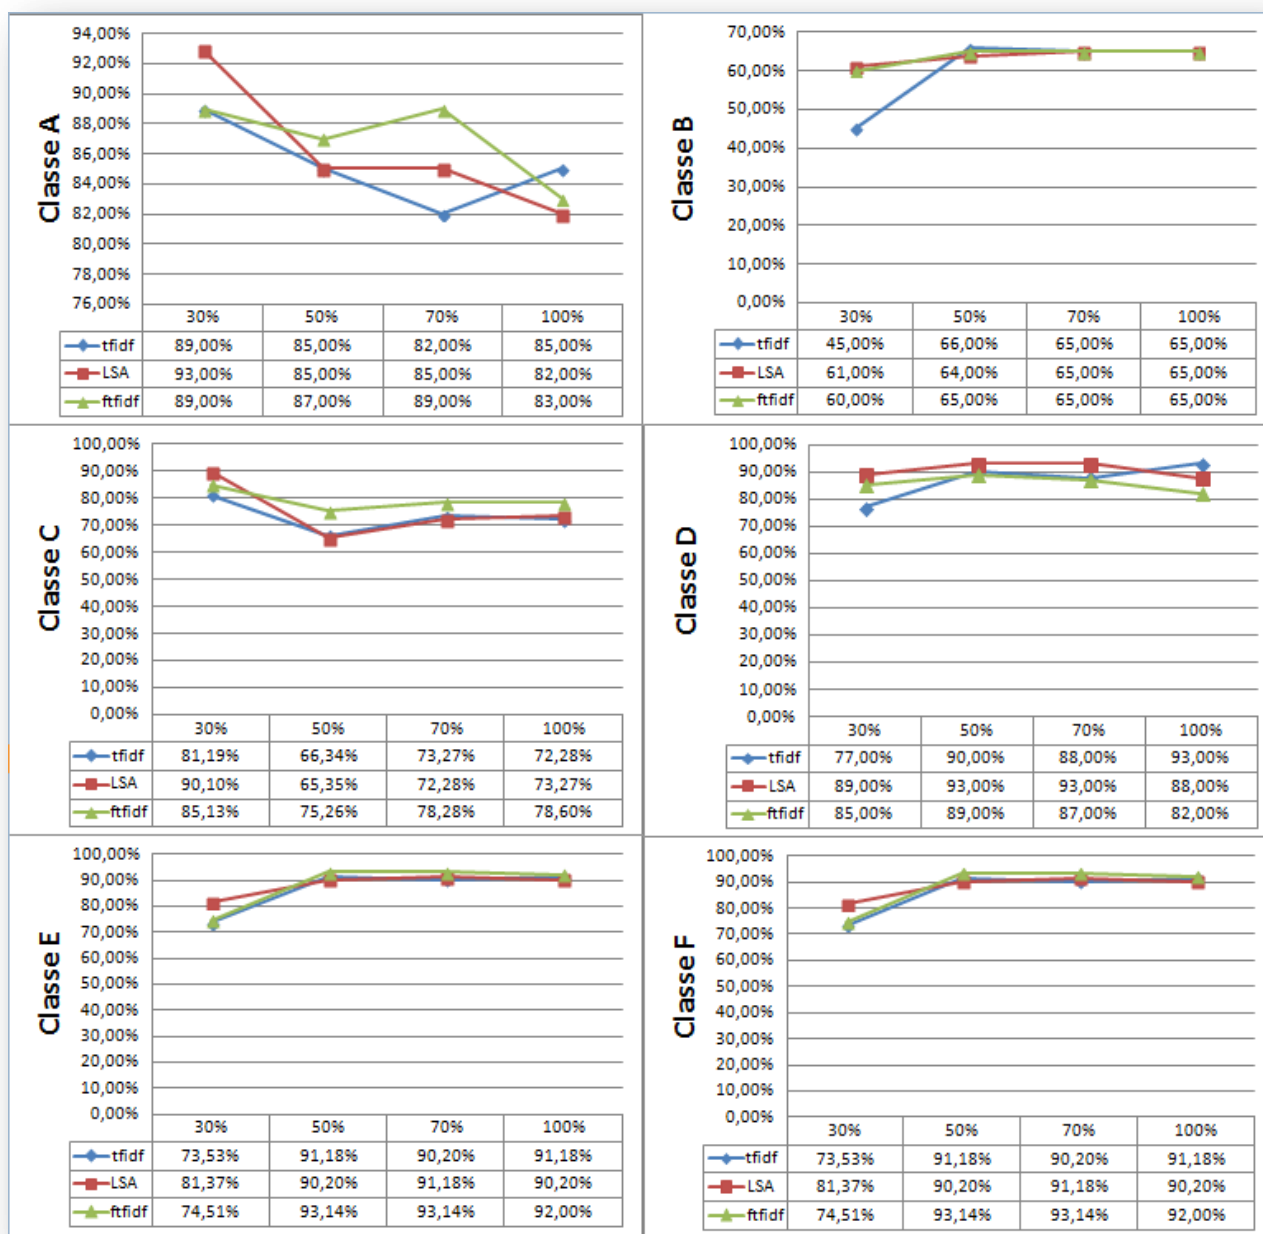 94,00%
92,00%
90,00%
88,00%
86,00%
84,00%
82,00%
80,00%
78,00%
76,00%
Classe A
30% 50% 70% 100%
tfidf 89,00% 85,00% 82,00% 85,00%
LSA 93,00% 85,00% 85,00% 82,00%
ftfidf 89,00% 87,00% 89,00% 83,00%
70,00%
60,00%
50,00%
40,00%
30,00%
20,00%
10,00%
0,00%
Classe B
30% 50% 70% 100%
tfidf 45,00% 66,00% 65,00% 65,00%
LSA 61,00% 64,00% 65,00% 65,00%
ftfidf 60,00% 65,00% 65,00% 65,00%
100,00%
90,00%
80,00%
70,00%
60,00%
50,00%
40,00%
30,00%
20,00%
10,00%
0,00%
Classe C
30% 50% 70% 100%
tfidf 81,19% 66,34% 73,27% 72,28%
LSA 90,10% 65,35% 72,28% 73,27%
ftfidf 85,13% 75,26% 78,28% 78,60%
100,00%
90,00%
80,00%
70,00%
60,00%
50,00%
40,00%
30,00%
20,00%
10,00%
0,00%
Classe D
30% 50% 70% 100%
tfidf 77,00% 90,00% 88,00% 93,00%
LSA 89,00% 93,00% 93,00% 88,00%
ftfidf 85,00% 89,00% 87,00% 82,00%
100,00%
90,00%
80,00%
70,00%
60,00%
50,00%
40,00%
30,00%
20,00%
10,00%
0,00%
Classe E
30% 50% 70% 100%
tfidf 73,53% 91,18% 90,20% 91,18%
LSA 81,37% 90,20% 91,18% 90,20%
ftfidf 74,51% 93,14% 93,14% 92,00%
100,00%
90,00%
80,00%
70,00%
60,00%
50,00%
40,00%
30,00%
20,00%
10,00%
0,00%
Classe F
30% 50% 70% 100%
tfidf 73,53% 91,18% 90,20% 91,18%
LSA 81,37% 90,20% 91,18% 90,20%
ftfidf 74,51% 93,14% 93,14% 92,00%